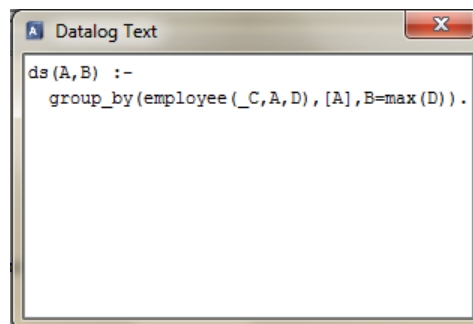 Datalog Text
ds(A,B) :-
group_by(employee(_C,A,D),[A],B=max(D)).